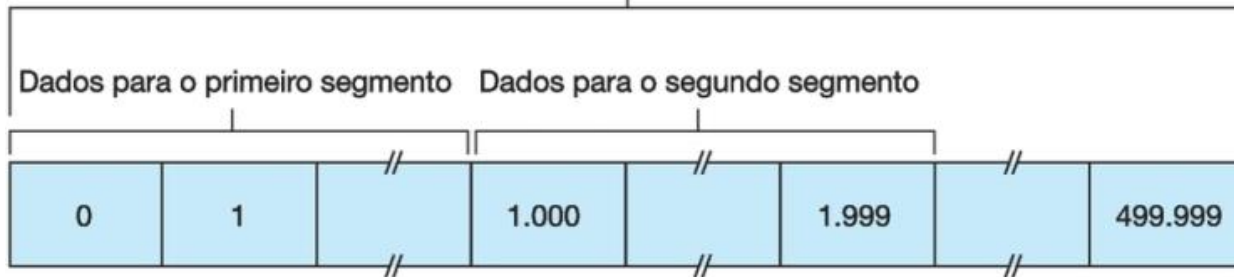 Dados para o primeiro segmento Dados para o segundo segmento
0 1 1.000 1.999 499.999